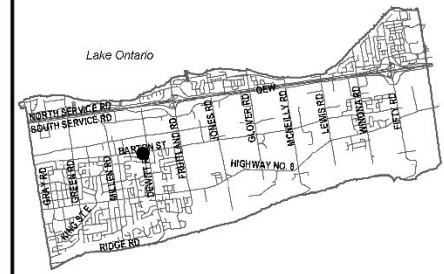 Lake Ontario
NORTH SERVICE RD
SOUTH SERVICE RD
QEW
GRAY RD
GREEN RD
MILLEN RD
DEWITT
BARTON ST
FRUITLAND RD
JONES RD
GLOVER RD
MCNEILLY RD
LEWIS RD
WINONA RD
FIFTY RD
HIGHWAY NO. 8
KING ST E
RIDGE RD